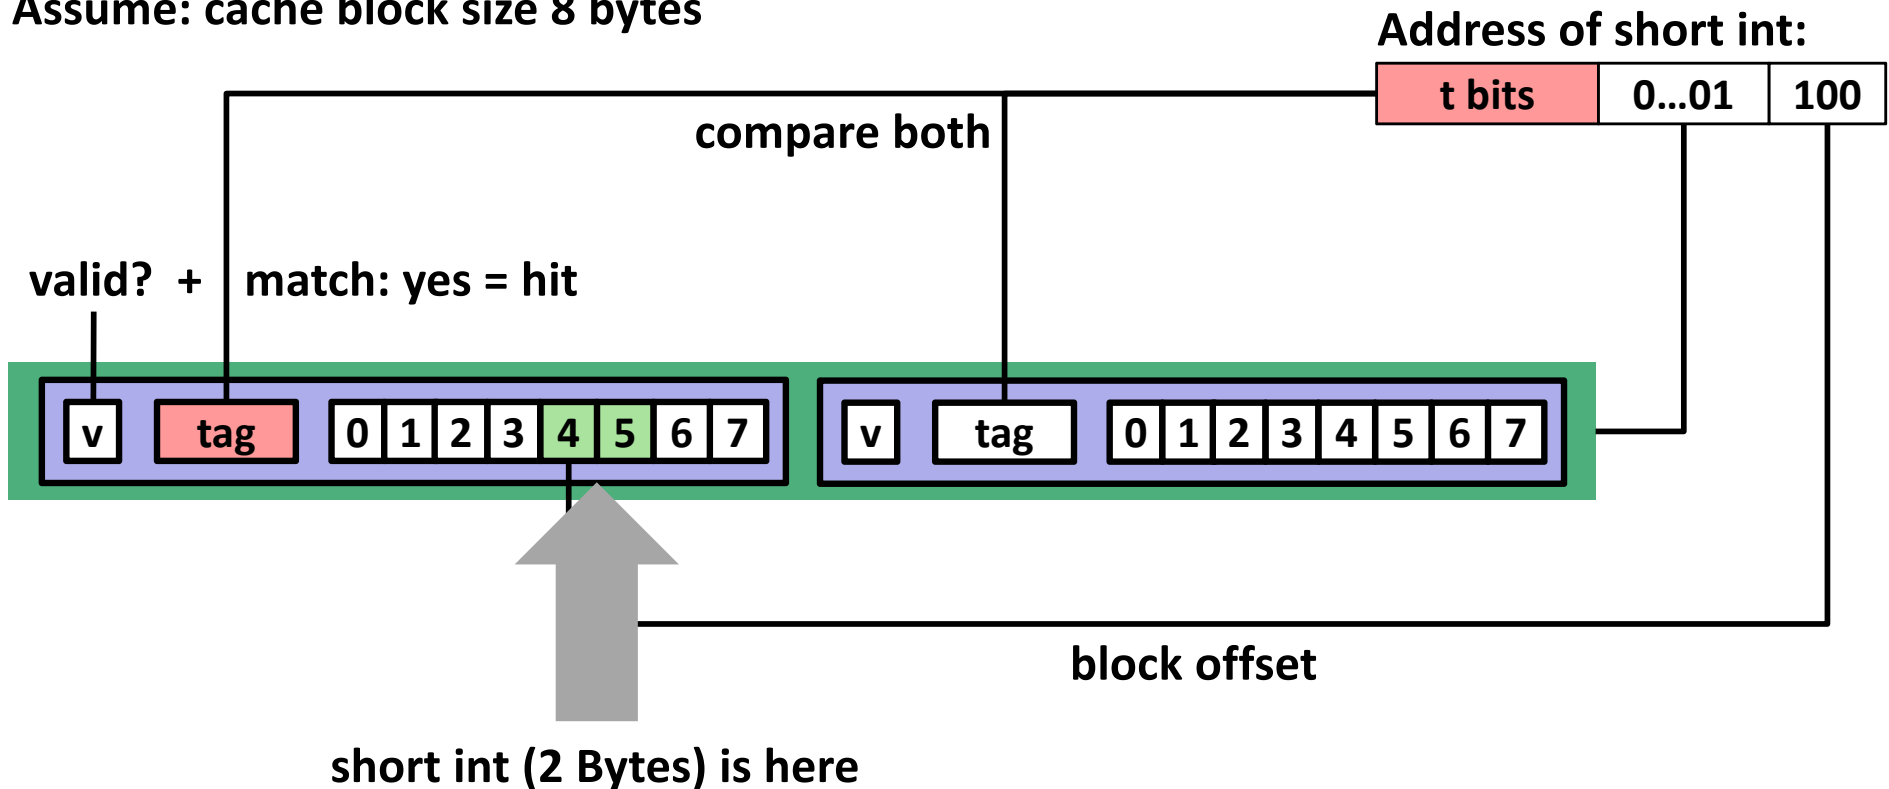 Assume: cache block size 8 bytes
Address of short int:
t bits 0...01 100
compare both
valid? + match: yes = hit
v tag 0 1 2 3 4 5 6 7 v tag 0 1 2 3 4 5 6 7
block offset
short int (2 Bytes) is here